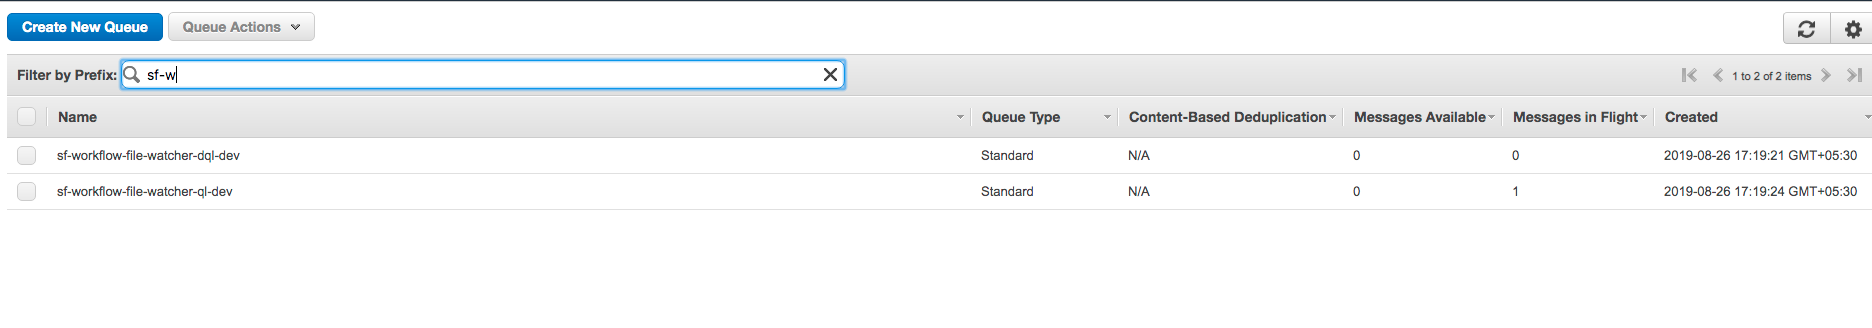 Create New Queue Queue Actions
Filter by Prefix: sf-w 1 to 2 of 2 items
Name Queue Type Content-Based Deduplication Messages Available Messages in Flight Created
sf-workflow-file-watcher-dql-dev Standard N/A 0 0 2019-08-26 17:19:21 GMT+05:30
sf-workflow-file-watcher-ql-dev Standard N/A 0 1 2019-08-26 17:19:24 GMT+05:30